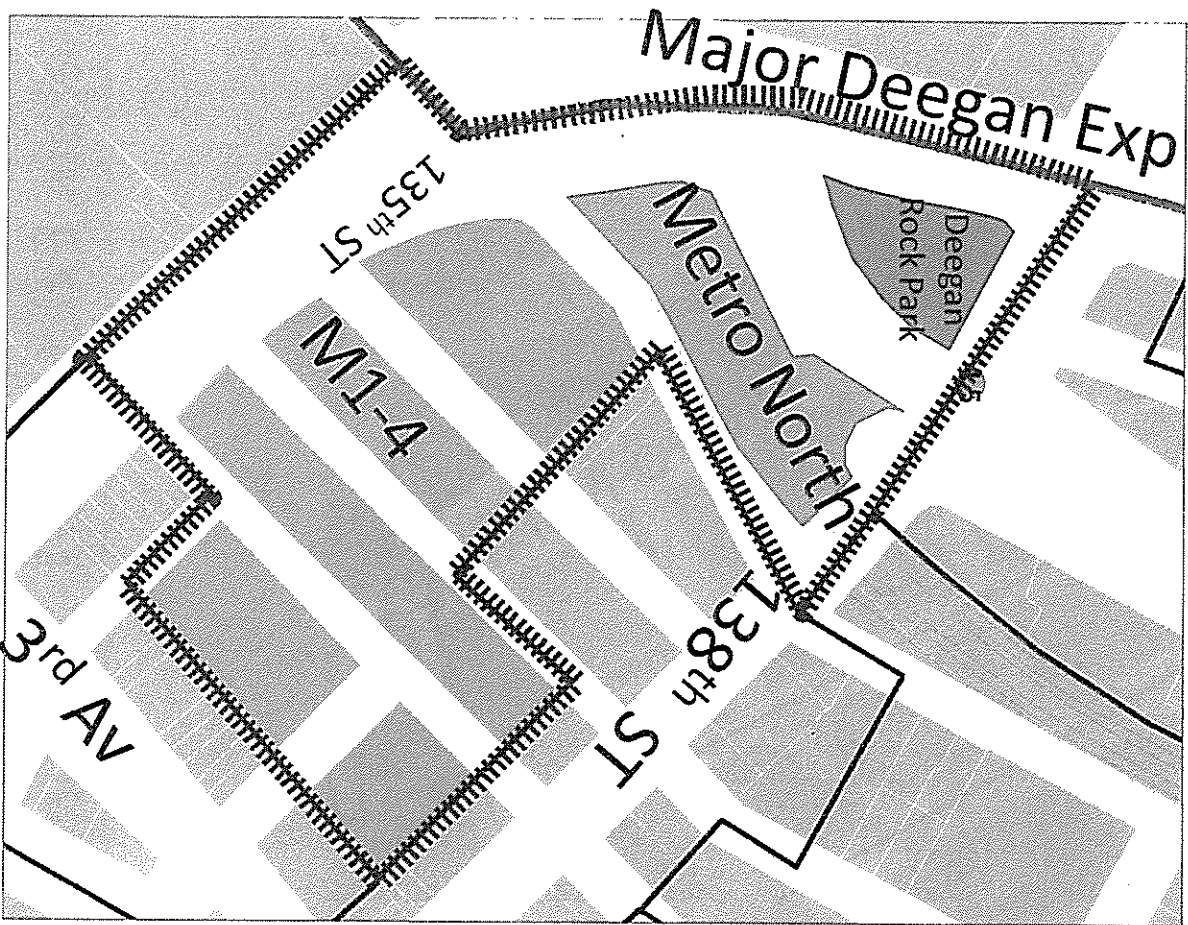 Major Deegan Exp
135th ST
Metro North
Deegan
Rock Park
M1-4
138th ST
3rd Av